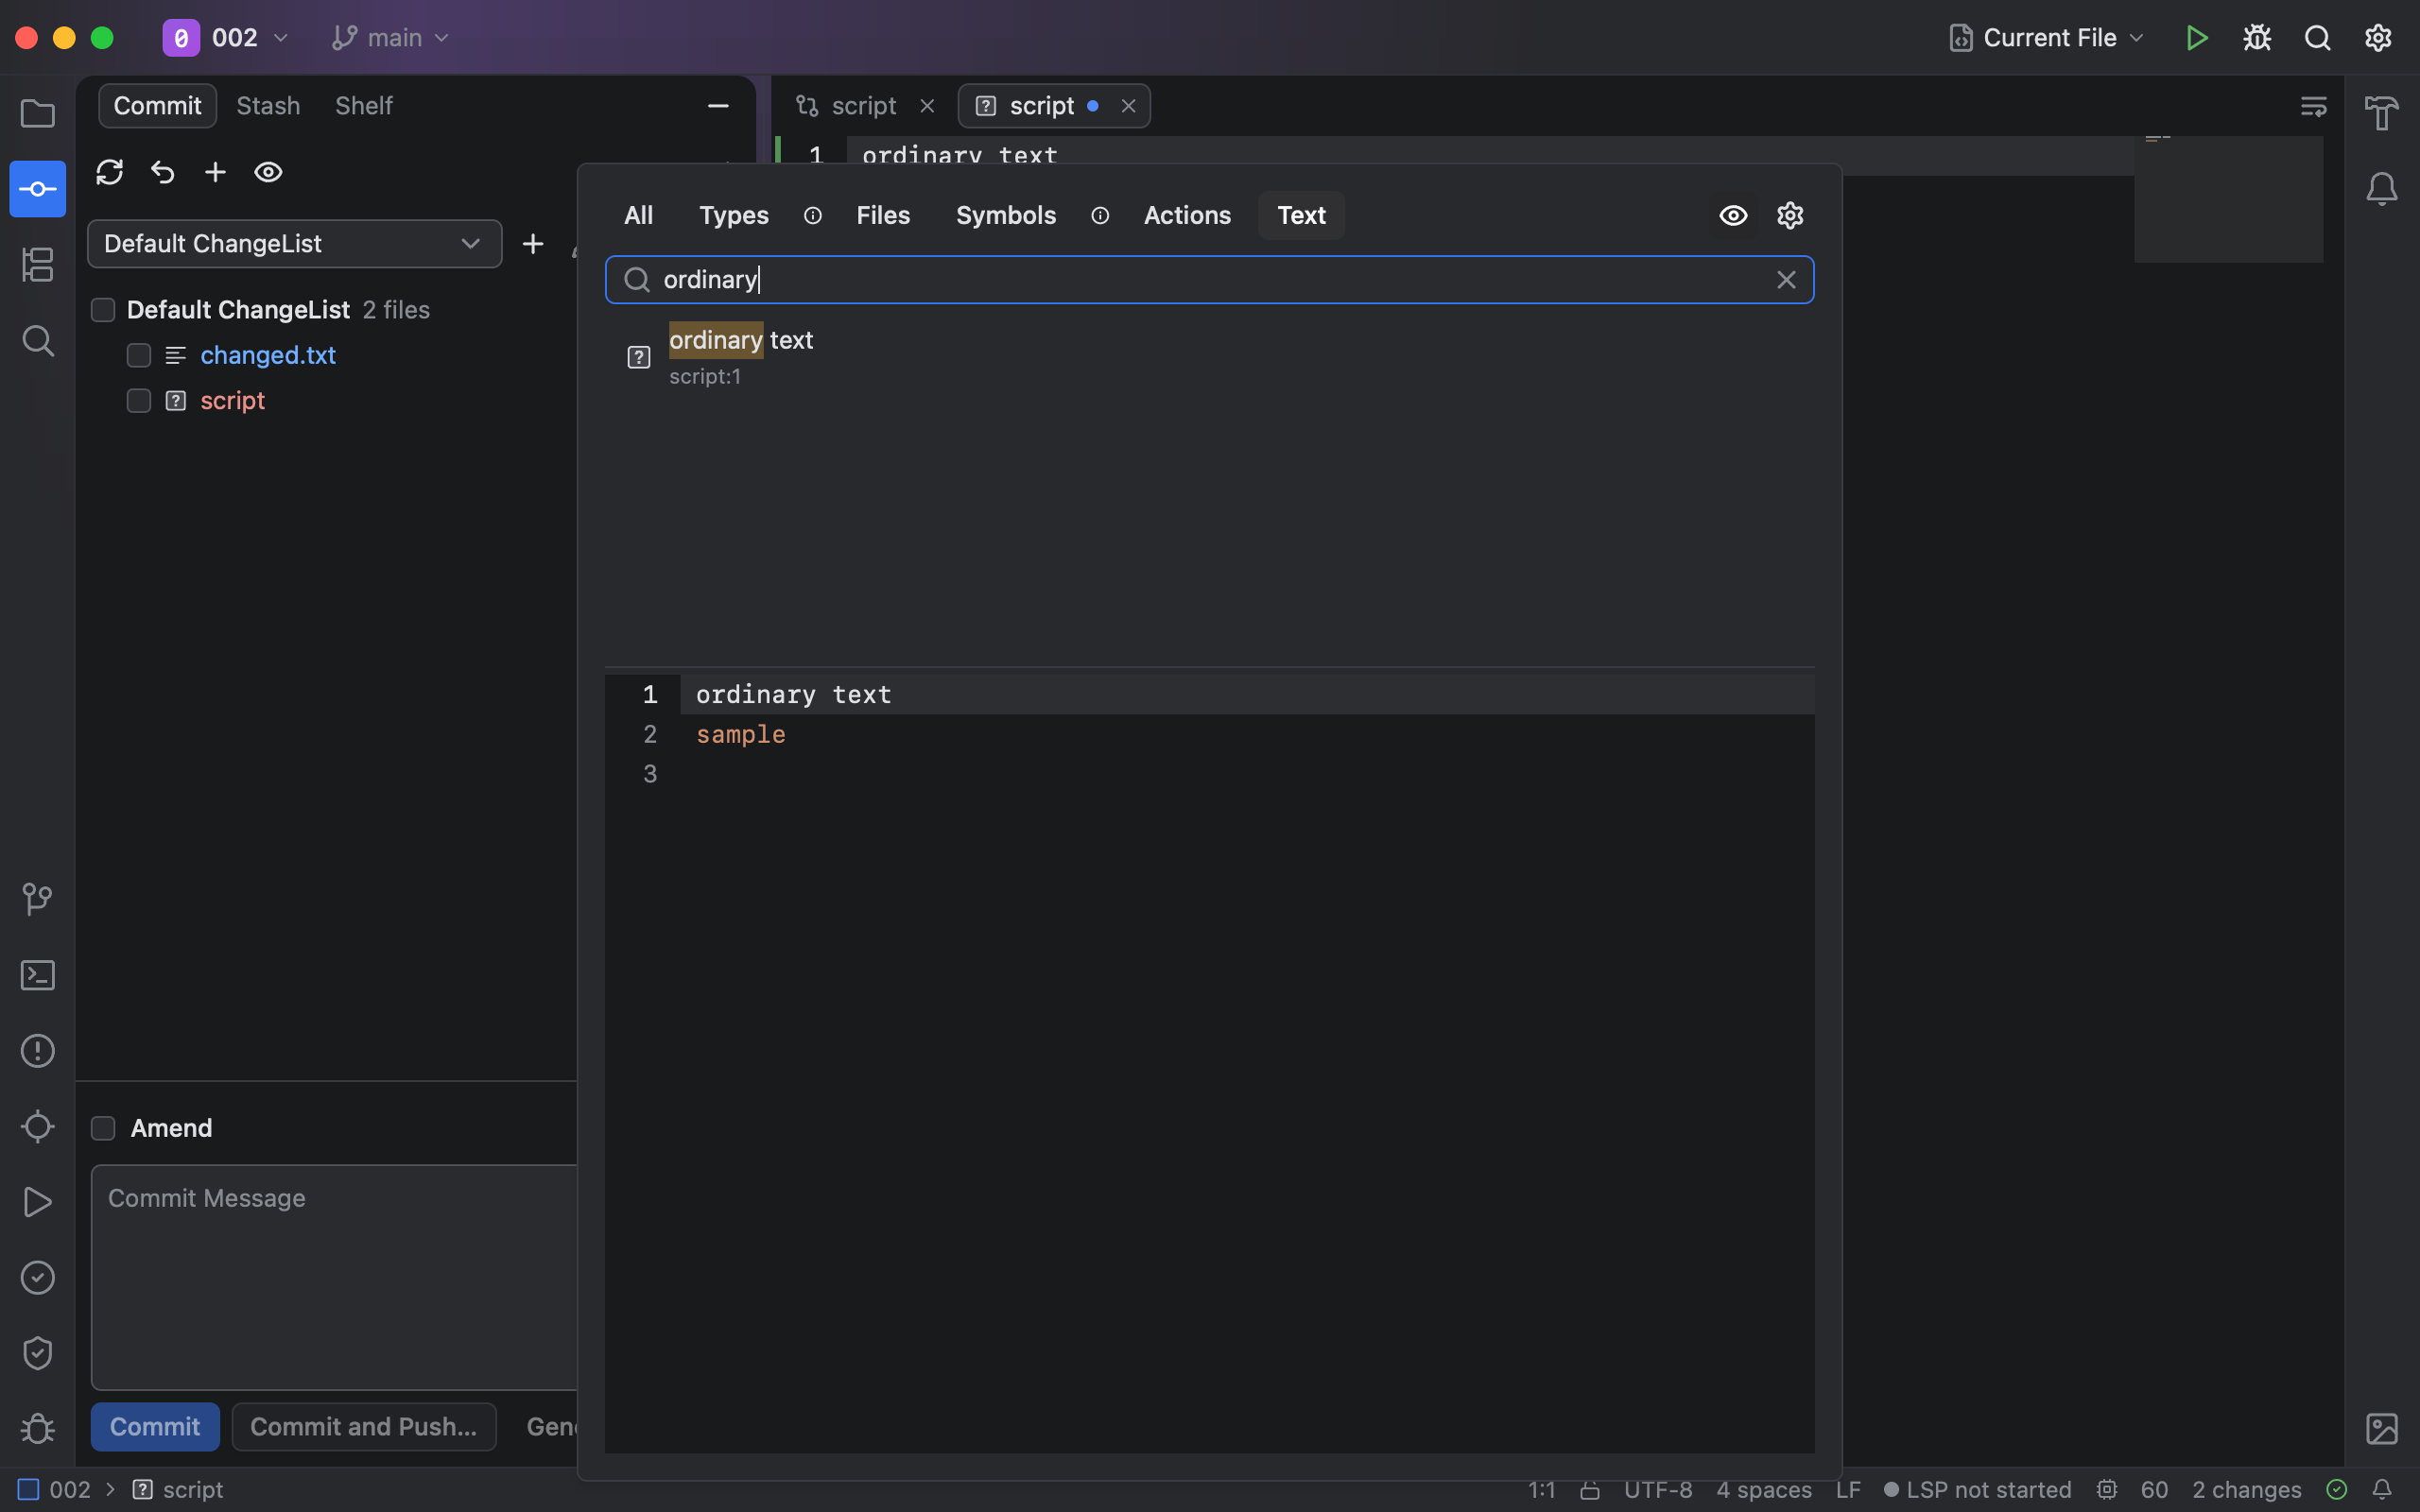 0 002 main Current File
Commit Stash Shelf
script script
1 ordinary text
All Types Files Symbols Actions Text
Default ChangeList
ordinary
Default ChangeList 2 files
ordinary text
changed.txt
script:1
script
1 ordinary text
2 sample
3
Amend
Commit Message
Commit Commit and Push...
002 script 1:1 UTF-8 4 spaces LF LSP not started 60 2 changes